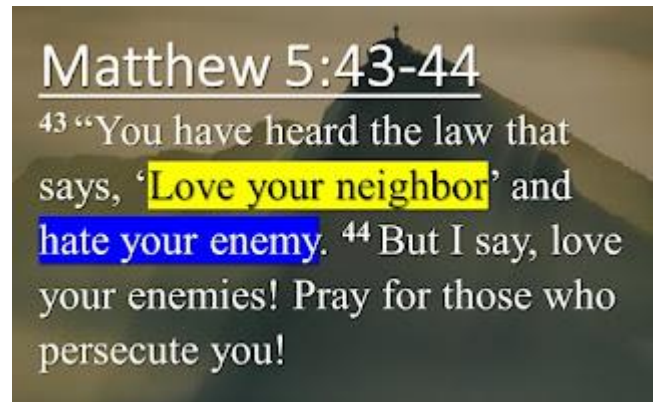 Matthew 5:43-44
43 “You have heard the law that
says, ‘Love your neighbor’ and
hate your enemy. 44 But I say, love
your enemies! Pray for those who
persecute you!